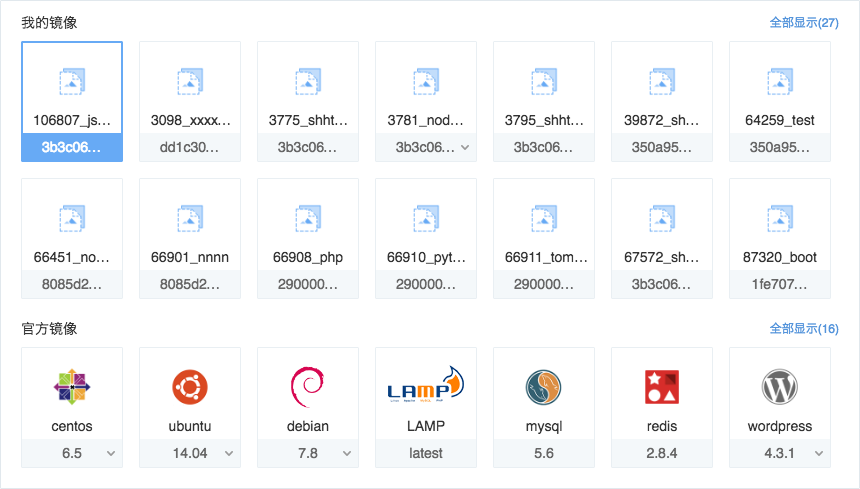 我的镜像 全部显示(27)
106807_js... 3098_xxxx... 3775_shht... 3781_nod... 3795_shht... 39872_sh... 64259_test
3b3c06... dd1c30... 3b3c06... 3b3c06... 3b3c06... 350a95... 350a95...
66451_no... 66901_nnnn 66908_php 66910_pyt... 66911_tom... 67572_sh... 87320_boot
8085d2... 8085d2... 290000... 290000... 290000... 3b3c06... 1fe707...
官方镜像 全部显示(16)
LAMP
centos ubuntu debian LAMP mysql redis wordpress
6.5 14.04 7.8 latest 5.6 2.8.4 4.3.1